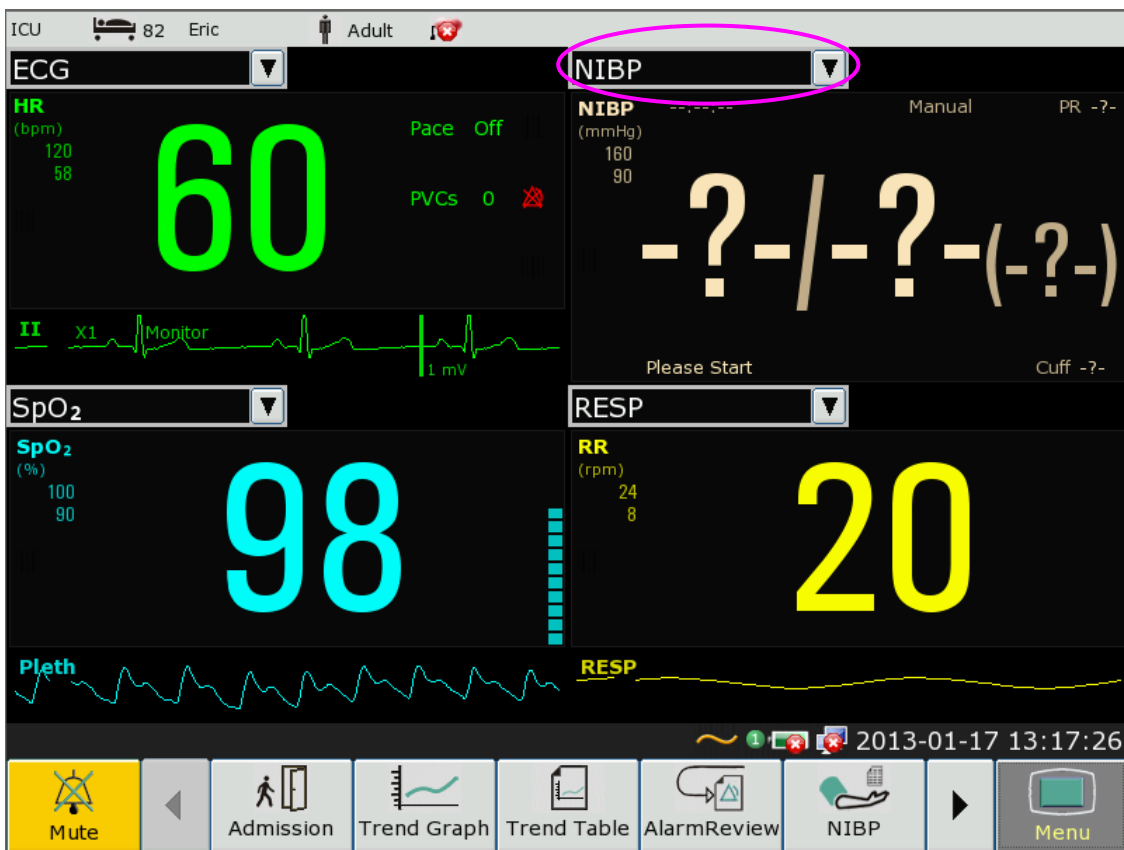 ICU 82 Eric Adult
ECG
HR
(bpm)
120
58
60
Pace Off
PVCs 0
II X1 Monitor
1 mV
NIBP
NIBP --:--:-- Manual PR -?-
(mmHg)
160
90
-?-/-?-(-?-)
Please Start Cuff -?-
SpO₂
SpO₂
(%)
100
90
98
Pleth
RESP
RR
(rpm)
24
8
20
RESP
1 2013-01-17 13:17:26
Mute Admission Trend Graph Trend Table AlarmReview NIBP Menu